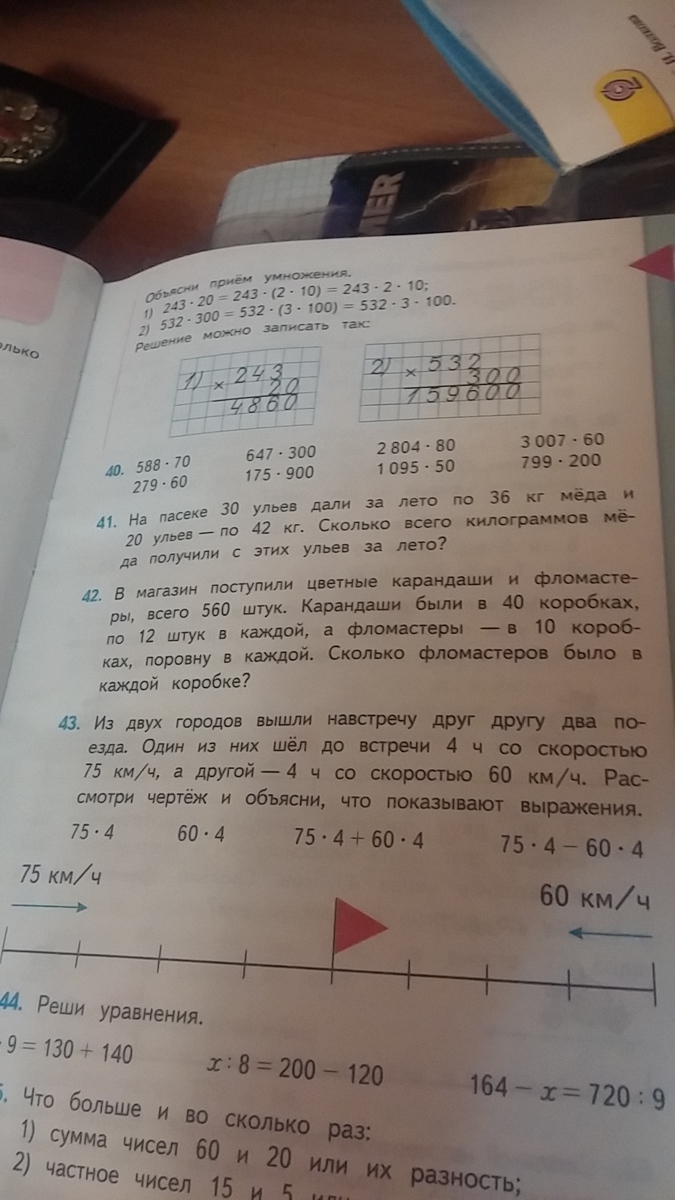 П. Волкова
MER
олько
Объясни приём умножения.
1) 243 · 20 = 243 · (2 · 10) = 243 · 2 · 10;
2) 532 · 300 = 532 · (3 · 100) = 532 · 3 · 100.
Решение можно записать так:
1) × 243
20
4860
2) × 532
300
159600
40. 588 · 70 647 · 300 2 804 · 80 3 007 · 60
279 · 60 175 · 900 1 095 · 50 799 · 200
41. На пасеке 30 ульев дали за лето по 36 кг мёда и
20 ульев — по 42 кг. Сколько всего килограммов мё-
да получили с этих ульев за лето?
42. В магазин поступили цветные карандаши и фломасте-
ры, всего 560 штук. Карандаши были в 40 коробках,
по 12 штук в каждой, а фломастеры — в 10 короб-
ках, поровну в каждой. Сколько фломастеров было в
каждой коробке?
43. Из двух городов вышли навстречу друг другу два по-
езда. Один из них шёл до встречи 4 ч со скоростью
75 км/ч, а другой — 4 ч со скоростью 60 км/ч. Рас-
смотри чертёж и объясни, что показывают выражения.
75 · 4 60 · 4 75 · 4 + 60 · 4 75 · 4 − 60 · 4
75 км/ч 60 км/ч
44. Реши уравнения.
· 9 = 130 + 140 x : 8 = 200 − 120 164 − x = 720 : 9
. Что больше и во сколько раз:
1) сумма чисел 60 и 20 или их разность;
2) частное чисел 15 и 5 или